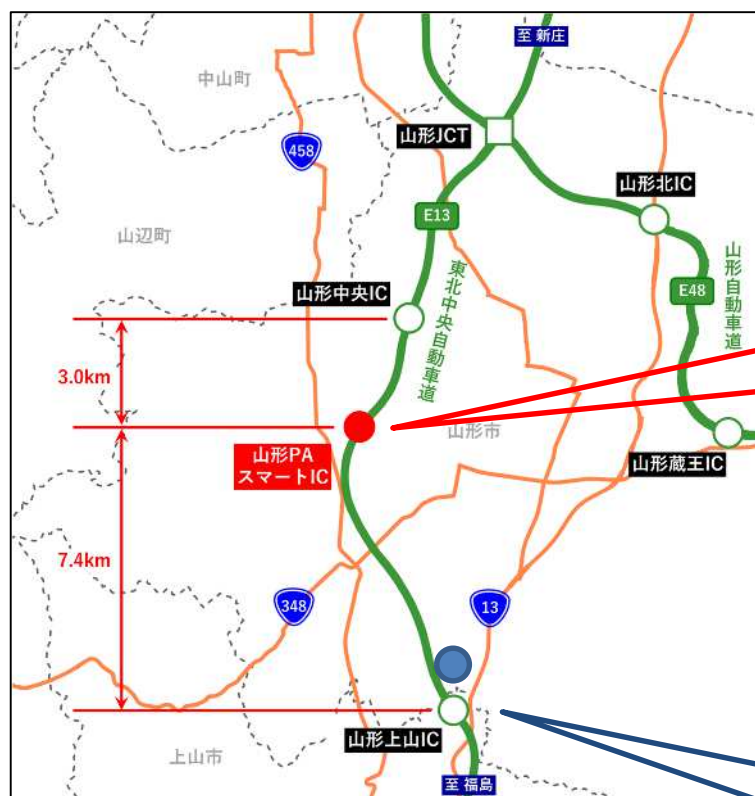 至 新庄
中山町
458
山形JCT
山形北IC
E13
山辺町
山形自動車道
東北中央自動車道
山形中央IC
E48
3.0km
山形市
山形PA
スマートIC
山形蔵王IC
7.4km
348
13
山形上山IC
上山市
至 福島